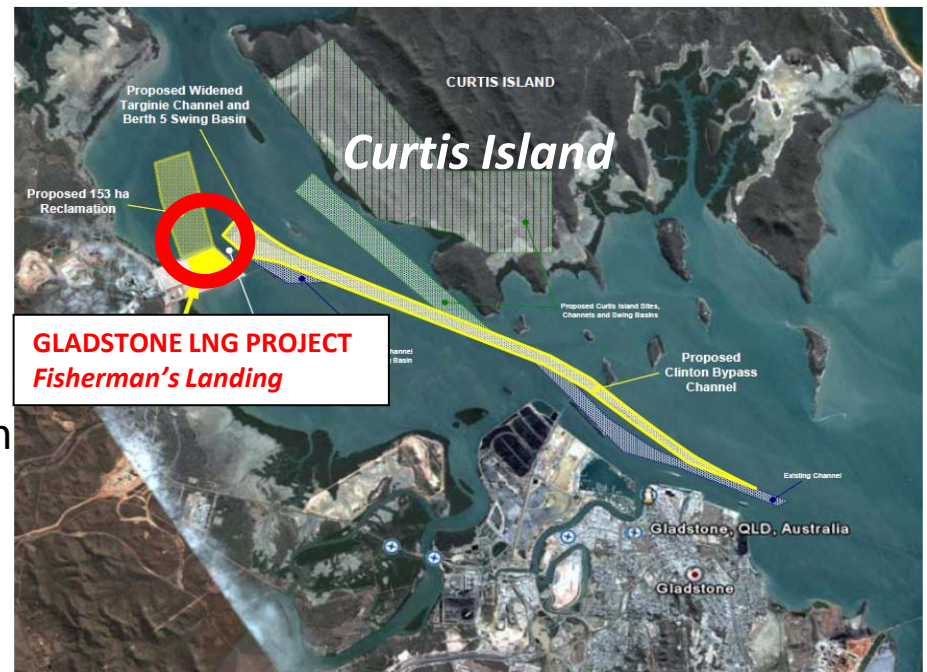 CURTIS ISLAND
Proposed Widened
Targinie Channel and
Berth 5 Swing Basin
Curtis Island
Proposed 153 ha
Reclamation
Proposed Curtis Island Sites,
Channels and Swing Basins
GLADSTONE LNG PROJECT
Fisherman's Landing
hannel
Basin
Proposed
Clinton Bypass
Channel
n
Existing Channel
Gladstone, QLD, Australia
Gladstone